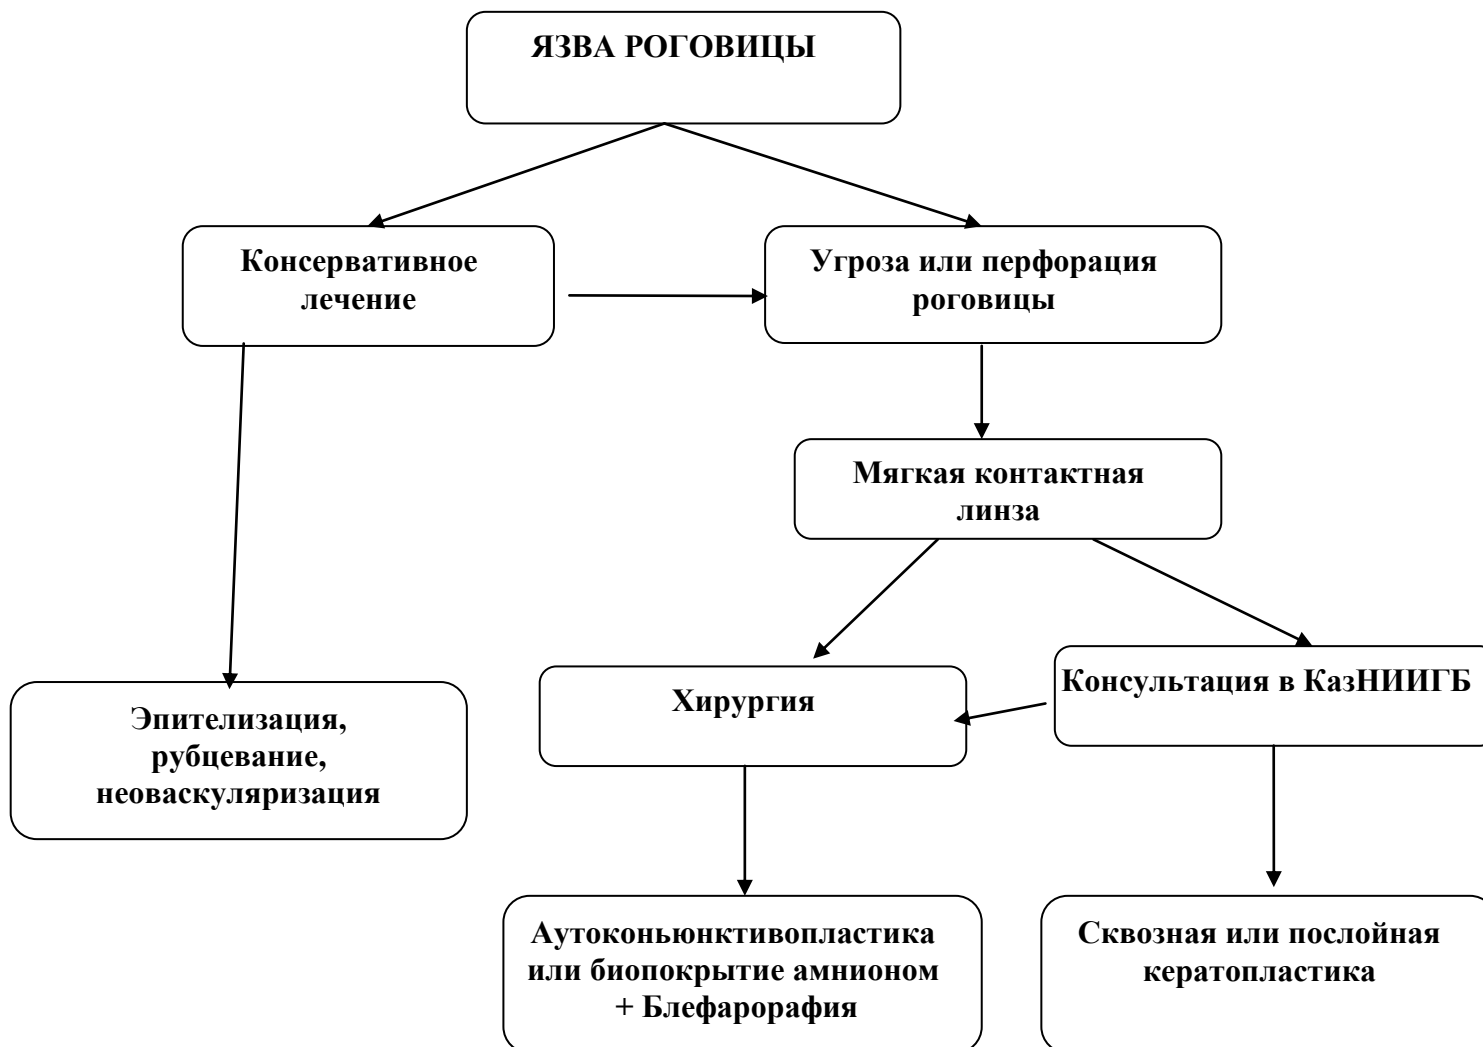 ЯЗВА РОГОВИЦЫ
Консервативное
лечение
Угроза или перфорация
роговицы
Мягкая контактная
линза
Хирургия
Консультация в КазНИИГБ
Эпителизация,
рубцевание,
неоваскуляризация
Аутоконьюнктивопластика
или биопокрытие амнионом
+ Блефарорафия
Сквозная или послойная
кератопластика